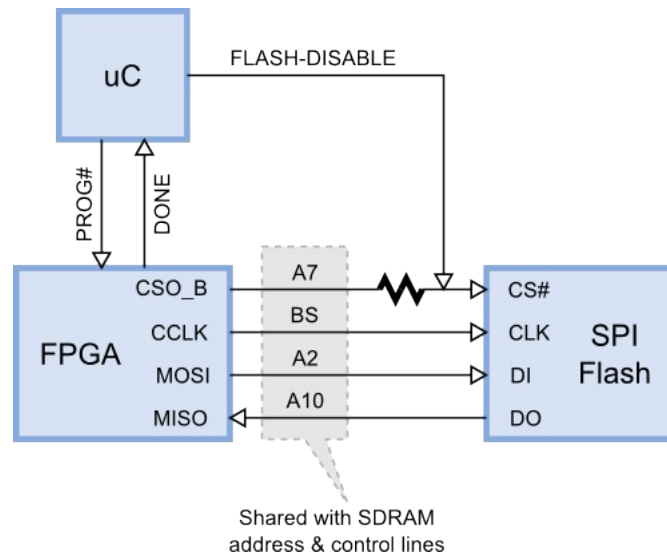 uC
FLASH-DISABLE
PROG#
DONE
FPGA
CSO_B
CCLK
MOSI
MISO
A7
BS
A2
A10
CS#
CLK
DI
DO
SPI
Flash
Shared with SDRAM
address & control lines